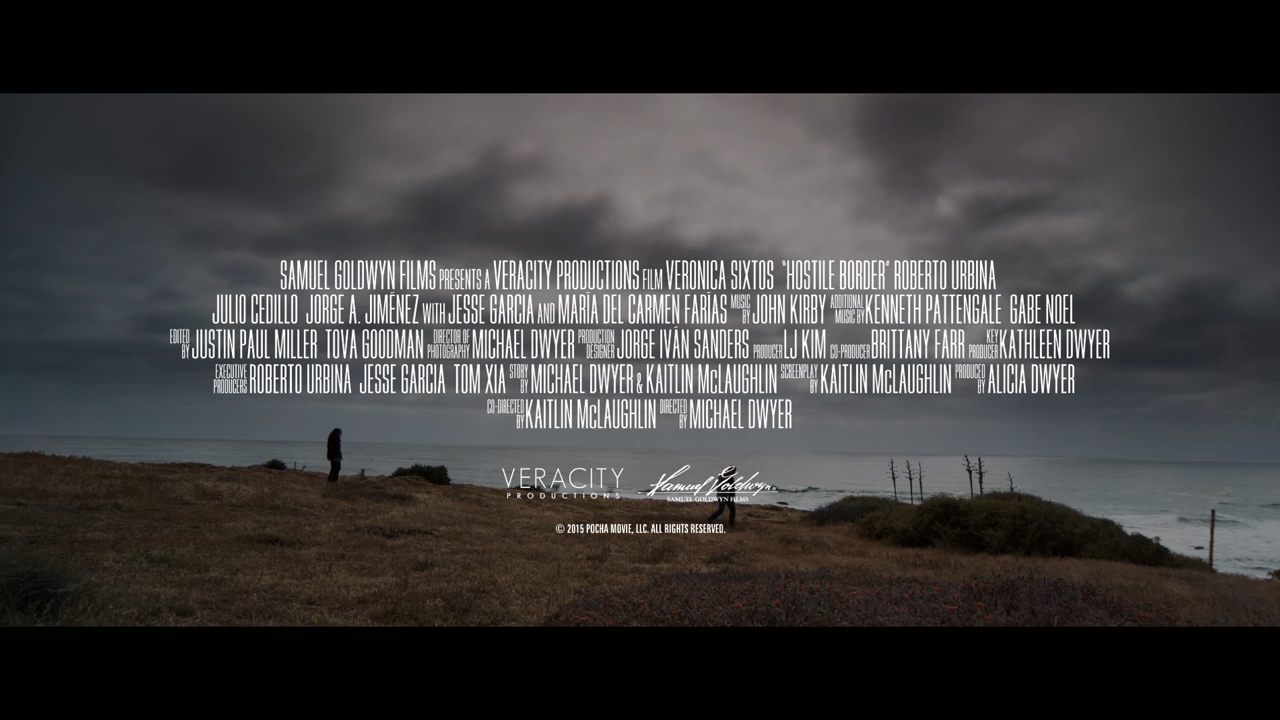 SAMUEL GOLDWYN FILMS PRESENTS A VERACITY PRODUCTIONS FILM VERONICA SIXTOS "HOSTILE BORDER" ROBERTO URBINA
JULIO CEDILLO JORGE A. JIMÉNEZ WITH JESSE GARCIA AND MARÍA DEL CARMEN FARÍAS MUSIC BY JOHN KIRBY ADDITIONAL MUSIC BY KENNETH PATTENGALE GABE NOEL
EDITED BY JUSTIN PAUL MILLER TOVA GOODMAN DIRECTOR OF PHOTOGRAPHY MICHAEL DWYER PRODUCTION DESIGNER JORGE IVÁN SANDERS PRODUCER LJ KIM CO-PRODUCER BRITTANY FARR KEY PRODUCER KATHLEEN DWYER
EXECUTIVE PRODUCERS ROBERTO URBINA JESSE GARCIA TOM XIA STORY BY MICHAEL DWYER & KAITLIN McLAUGHLIN SCREENPLAY BY KAITLIN McLAUGHLIN PRODUCED BY ALICIA DWYER
CO-DIRECTED BY KAITLIN McLAUGHLIN DIRECTED BY MICHAEL DWYER
VERACITY PRODUCTIONS
Samuel Goldwyn
SAMUEL GOLDWYN FILMS
© 2015 POCHA MOVIE, LLC. ALL RIGHTS RESERVED.